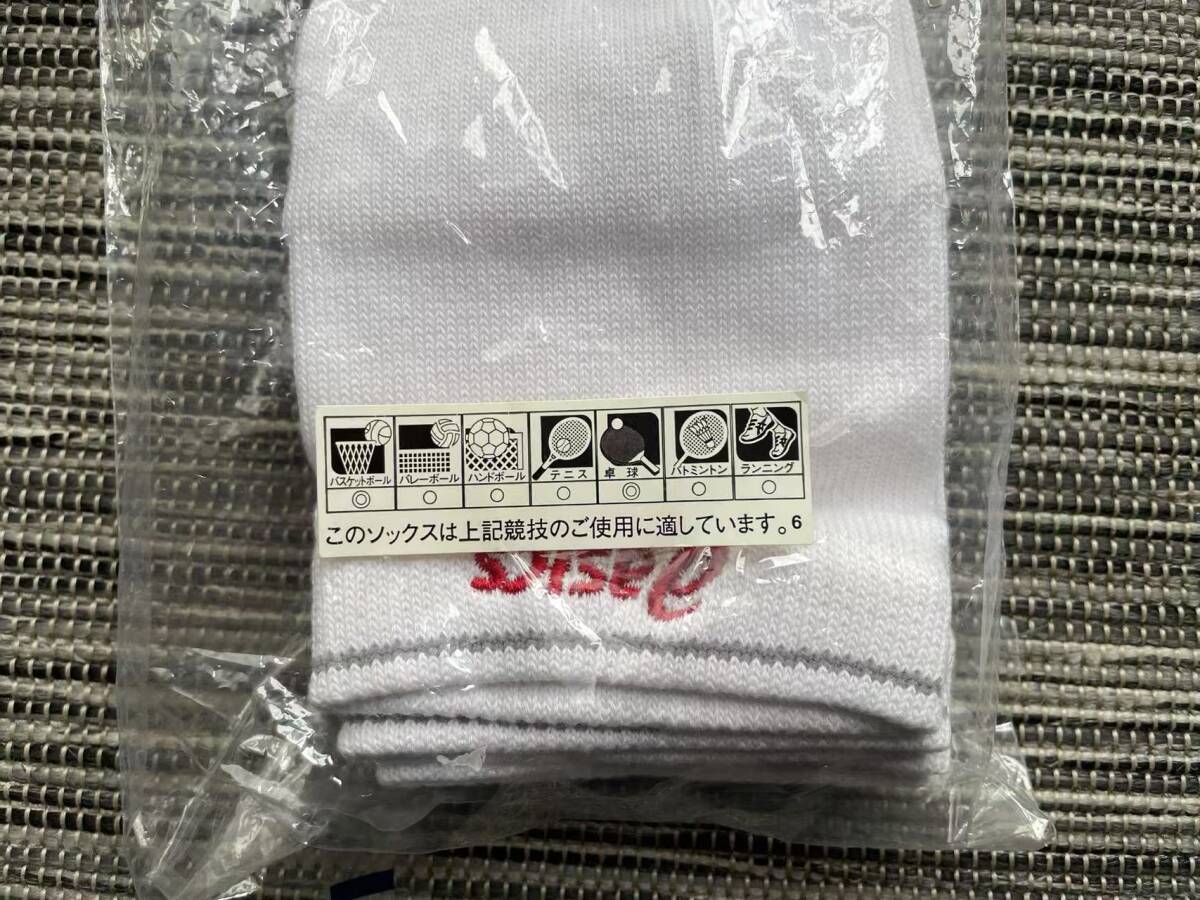 バスケットボール バレーボール ハンドボール テニス 卓球 バトミントン ランニング
◎ ○ ○ ○ ◎ ○ ○
このソックスは上記競技のご使用に適しています。6
asics